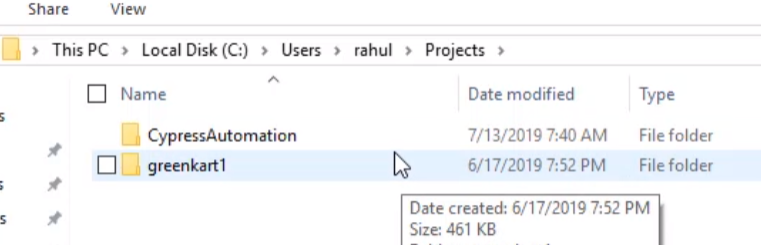 Share View
This PC > Local Disk (C:) > Users > rahul > Projects >
Name Date modified Type
CypressAutomation 7/13/2019 7:40 AM File folder
greenkart1 6/17/2019 7:52 PM File folder
Date created: 6/17/2019 7:52 PM
Size: 461 KB